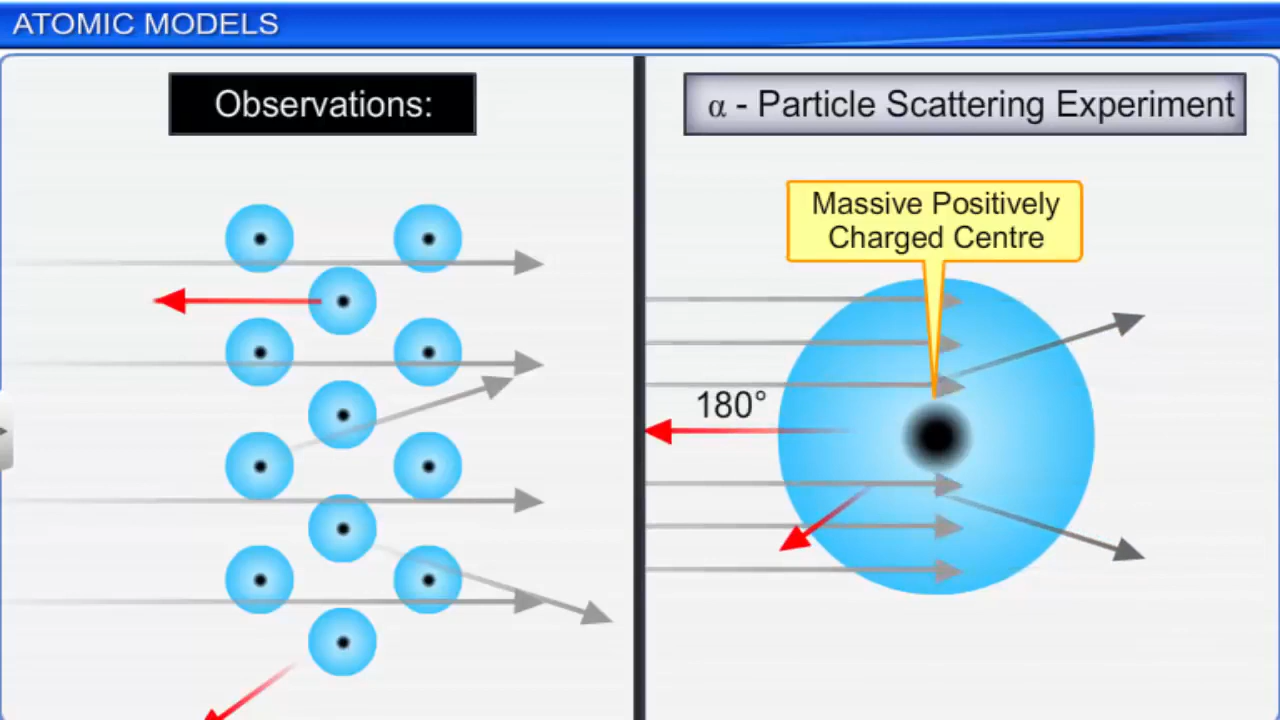 ATOMIC MODELS
Observations:
α - Particle Scattering Experiment
Massive Positively
Charged Centre
180°